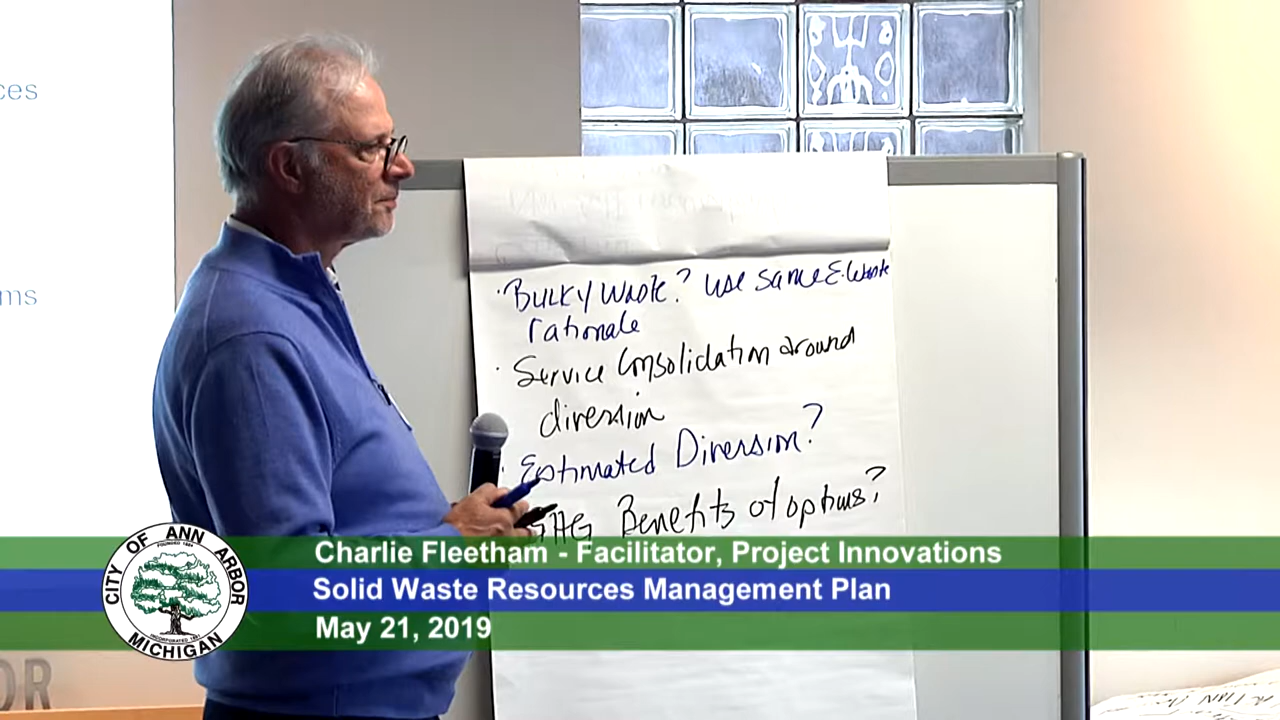 ces
ms
· Bulky Waste? Use same E-Waste
rationale
· Service Consolidation around
diversion
· Estimated Diversion?
GHG Benefits of options?
Charlie Fleetham - Facilitator, Project Innovations
Solid Waste Resources Management Plan
May 21, 2019
CITY OF ANN ARBOR
MICHIGAN
OR